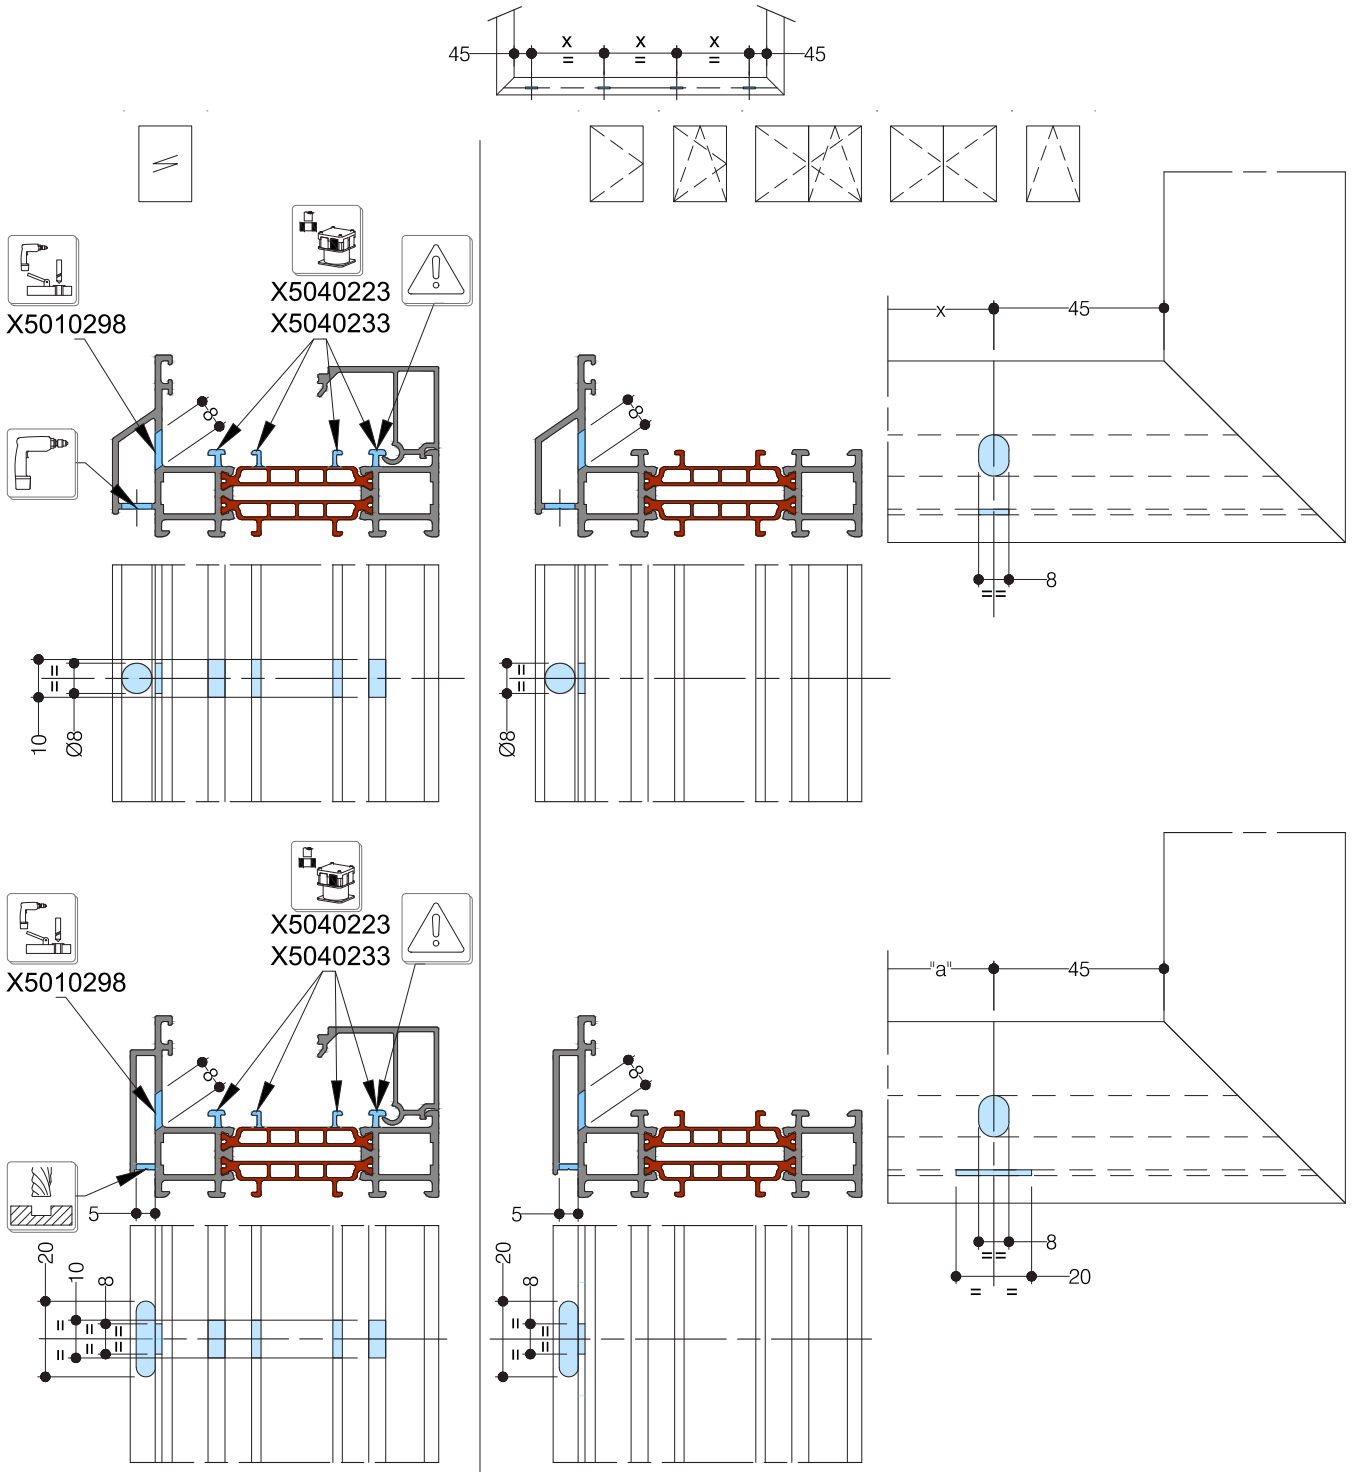 45 x = x = x = 45
X5040223
X5040233
X5010298
8
8
x 45
8
= =
10 = = Ø8
Ø8 = =
X5040223
X5040233
X5010298
8
8
"a" 45
5
5
8
= =
20
= =
20 = = 10 = = 8 = =
20 = = 8 = =